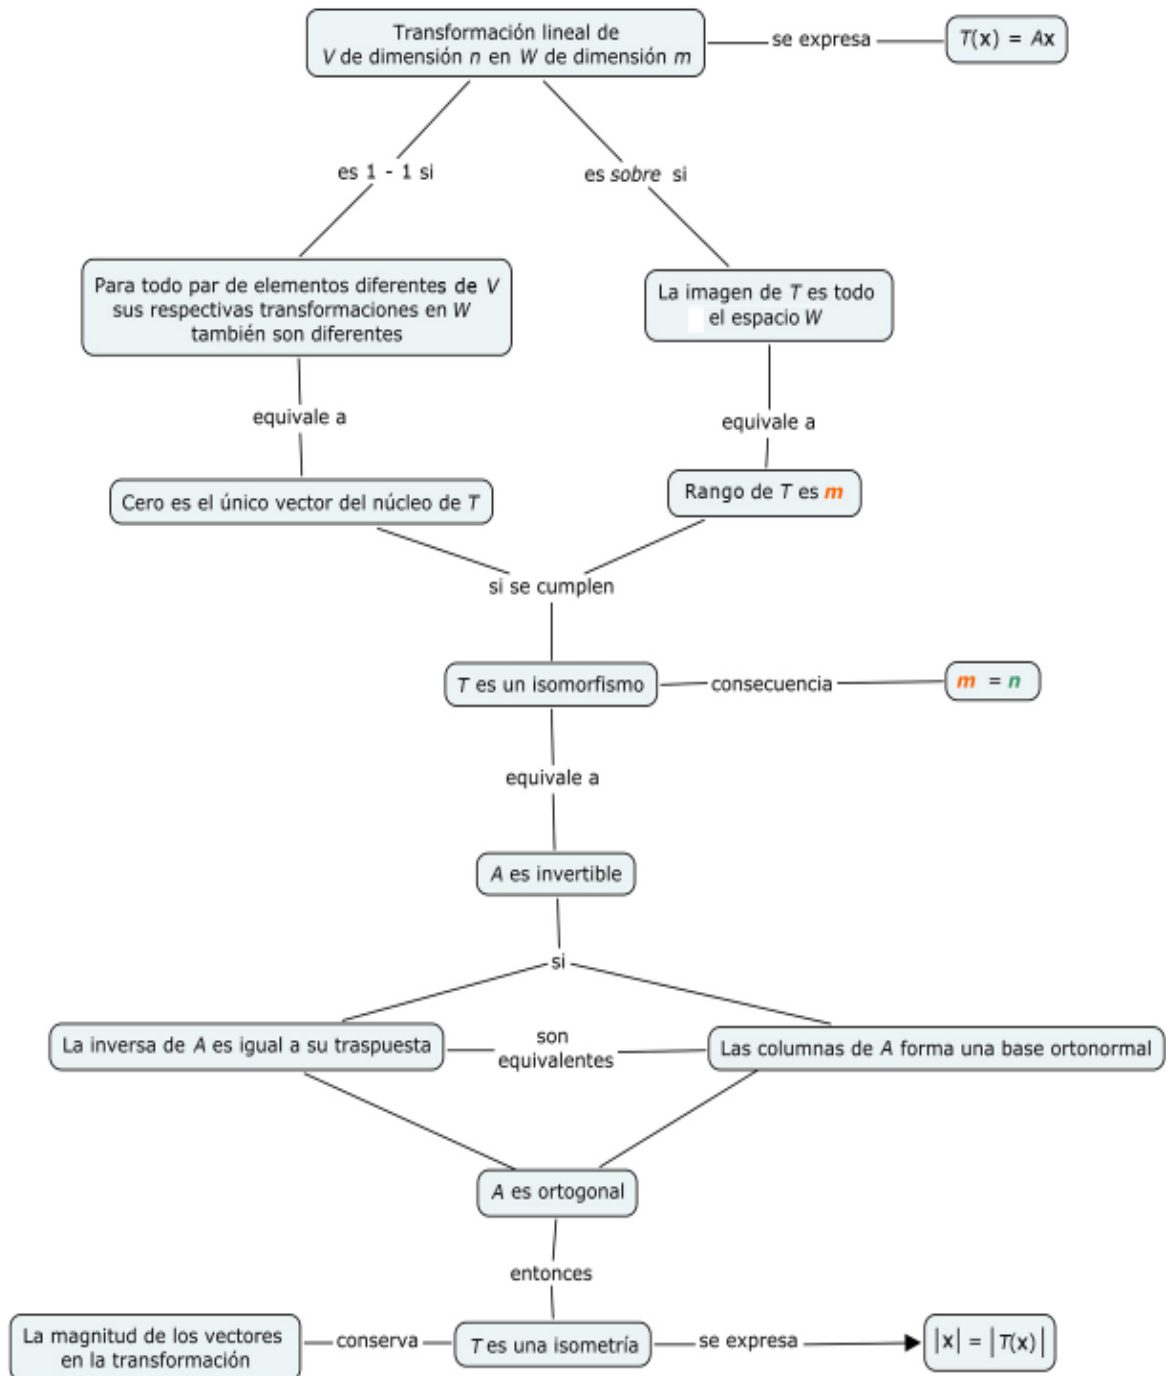 Transformación lineal de
V de dimensión n en W de dimensión m
se expresa
T(x) = Ax
es 1 - 1 si
es sobre si
Para todo par de elementos diferentes de V
sus respectivas transformaciones en W
también son diferentes
La imagen de T es todo
el espacio W
equivale a
equivale a
Cero es el único vector del núcleo de T
Rango de T es m
si se cumplen
T es un isomorfismo
consecuencia
m = n
equivale a
A es invertible
si
La inversa de A es igual a su traspuesta
son
equivalentes
Las columnas de A forma una base ortonormal
A es ortogonal
entonces
La magnitud de los vectores
en la transformación
conserva
T es una isometría
se expresa
|x| = |T(x)|